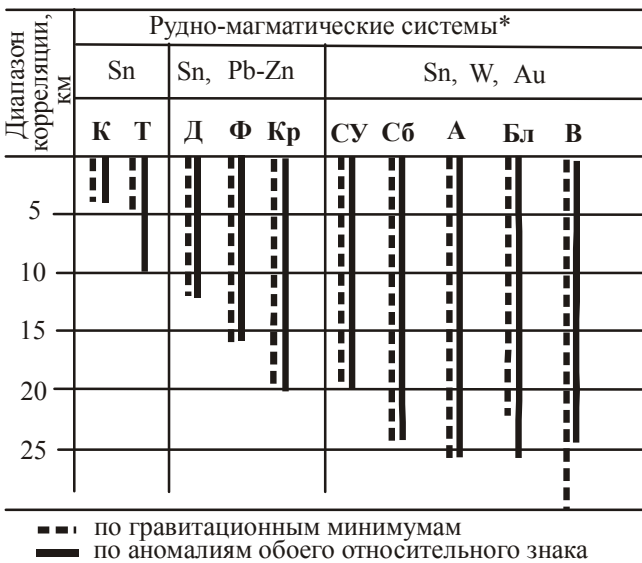 Диапазон корреляции, км
Рудно-магматические системы*
Sn
Sn, Pb-Zn
Sn, W, Au
К Т Д Ф Кр СУ Сб А Бл В
5
10
15
20
25
по гравитационным минимумам
по аномалиям обоего относительного знака